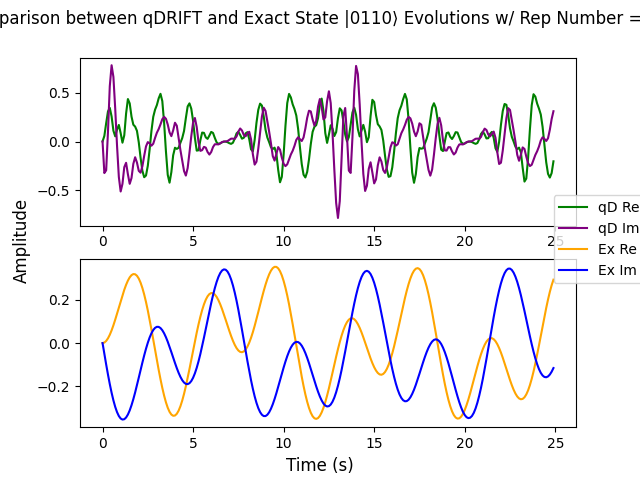 parison between qDRIFT and Exact State |0110⟩ Evolutions w/ Rep Number =
0.5
0.0
−0.5
0 5 10 15 20 25
qD Re
qD Im
Ex Re
Ex Im
Amplitude
0.2
0.0
−0.2
0 5 10 15 20 25
Time (s)